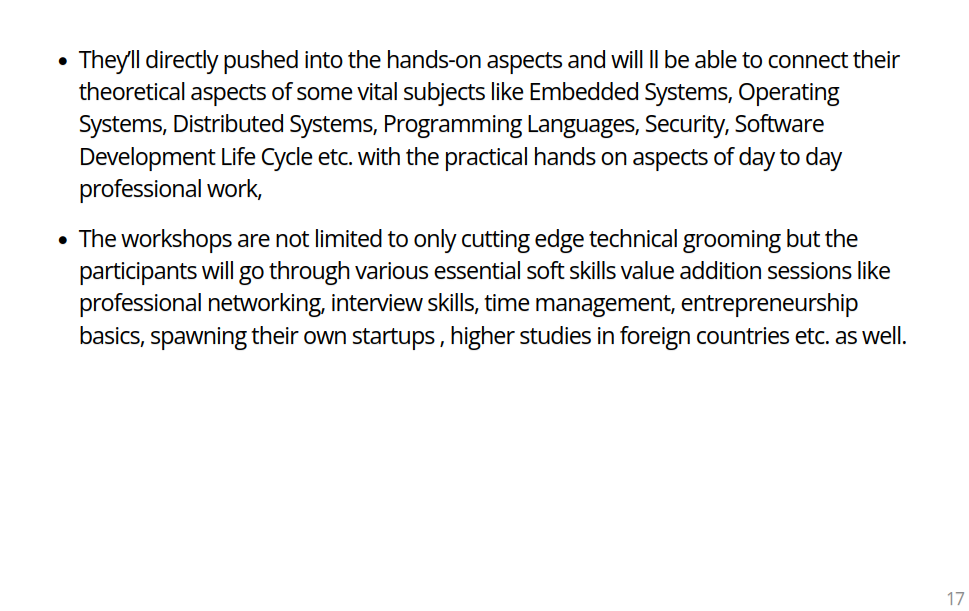 • They’ll directly pushed into the hands-on aspects and will ll be able to connect their
theoretical aspects of some vital subjects like Embedded Systems, Operating
Systems, Distributed Systems, Programming Languages, Security, Software
Development Life Cycle etc. with the practical hands on aspects of day to day
professional work,
• The workshops are not limited to only cutting edge technical grooming but the
participants will go through various essential soft skills value addition sessions like
professional networking, interview skills, time management, entrepreneurship
basics, spawning their own startups , higher studies in foreign countries etc. as well.
17